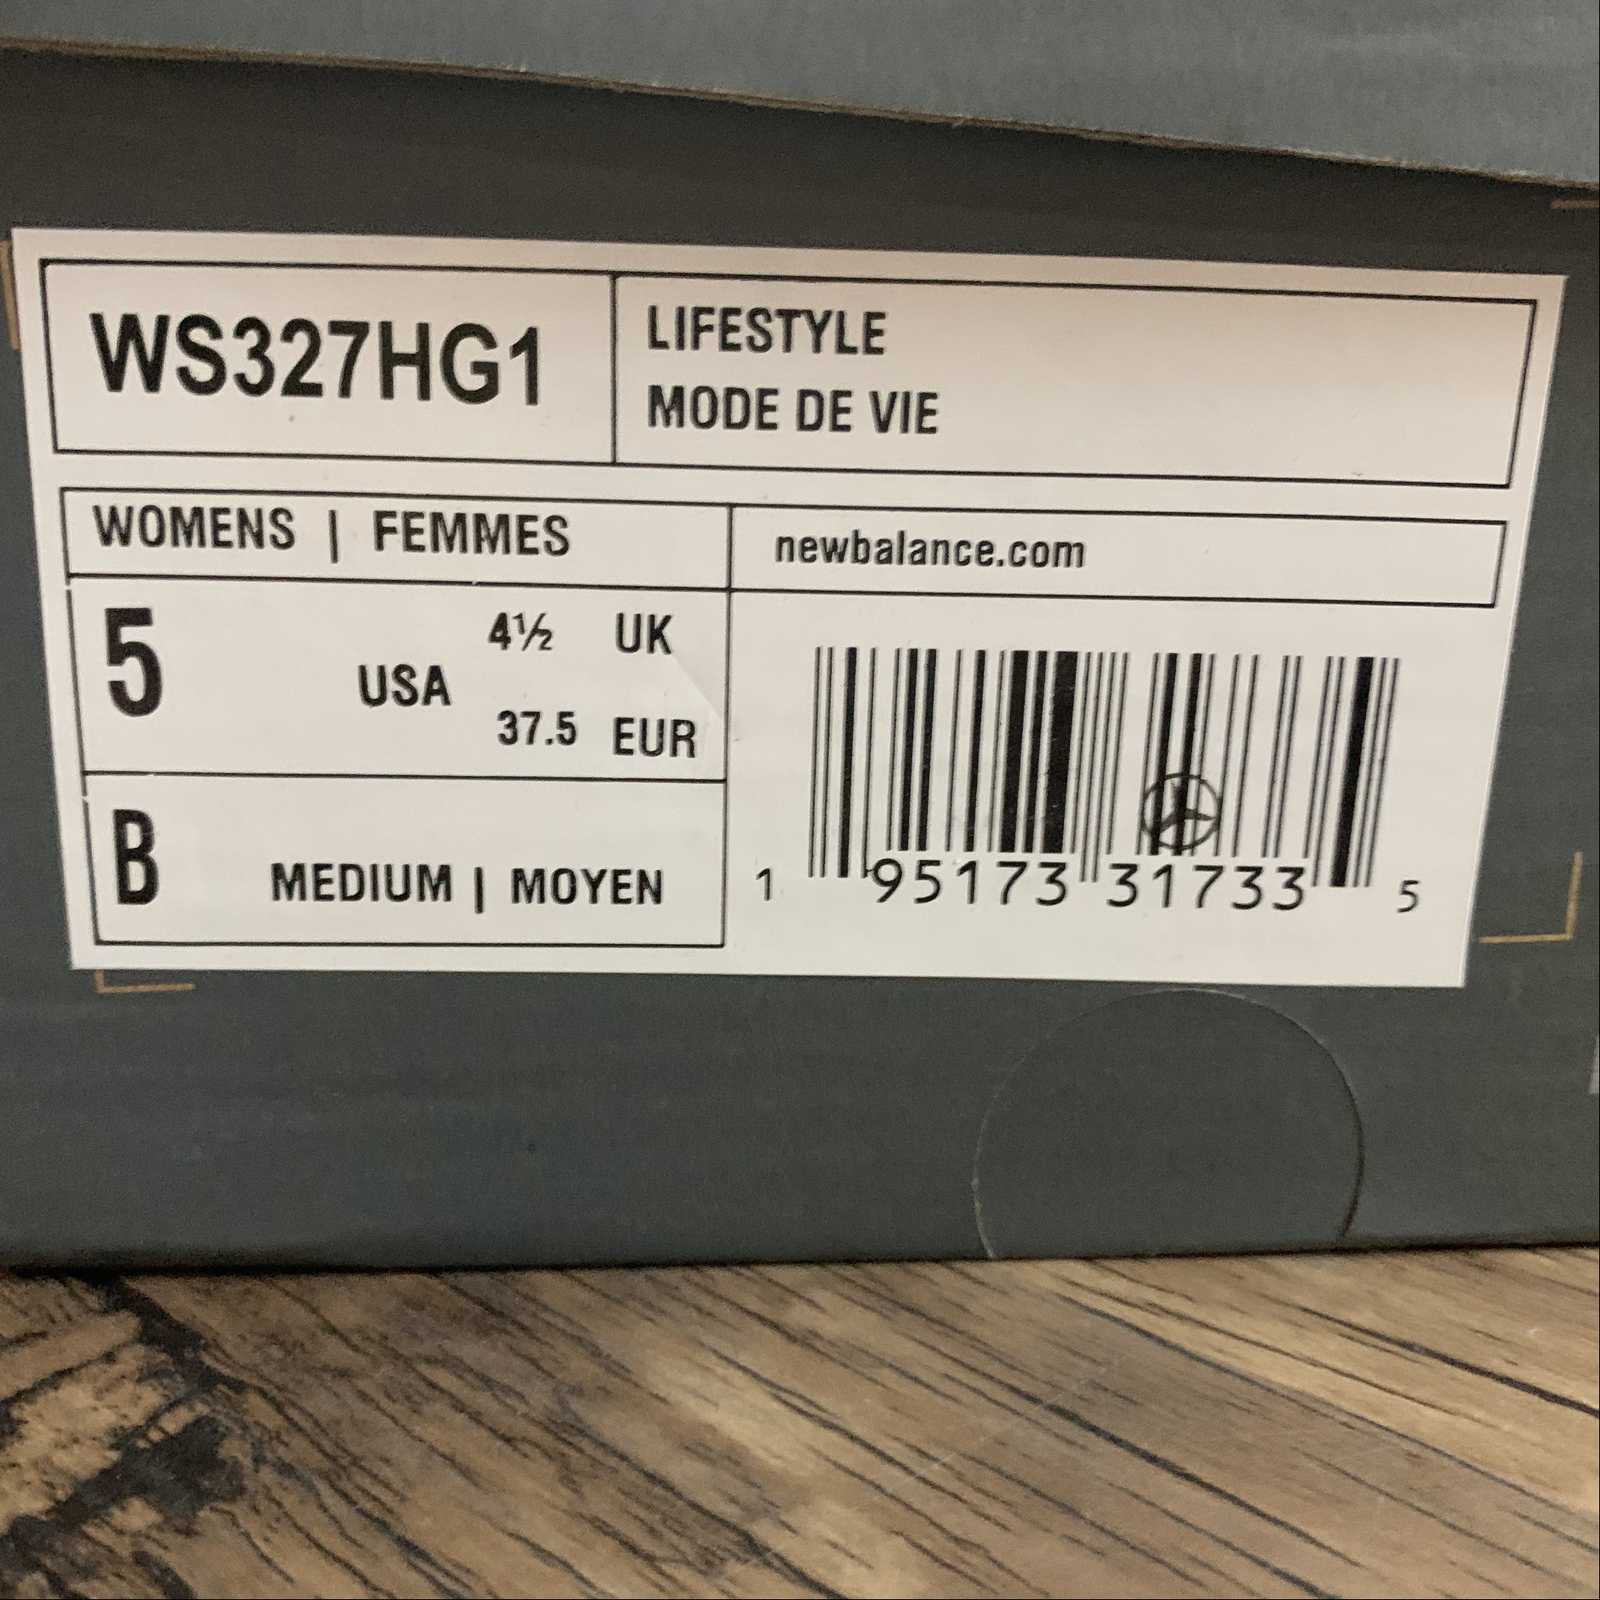 WS327HG1
LIFESTYLE
MODE DE VIE
WOMENS | FEMMES
newbalance.com
5 USA
4½ UK
37.5 EUR
B MEDIUM | MOYEN
1 95173 31733 5